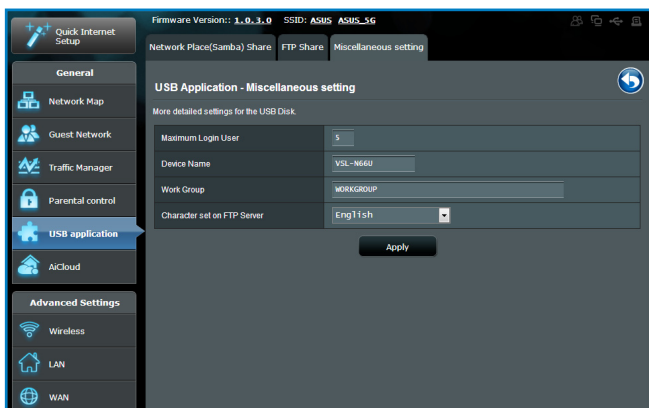 Firmware Version:: 1.0.3.0 SSID: ASUS ASUS_5G
Quick Internet
Setup
Network Place(Samba) Share
FTP Share
Miscellaneous setting
General
Network Map
Guest Network
Traffic Manager
Parental control
USB application
AiCloud
Advanced Settings
Wireless
LAN
WAN
USB Application - Miscellaneous setting
More detailed settings for the USB Disk.
Maximum Login User 5
Device Name VSL-N66U
Work Group WORKGROUP
Character set on FTP Server English
Apply